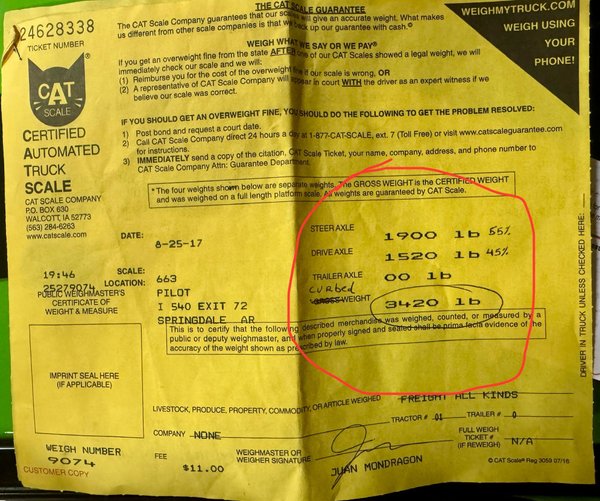 THE CAT SCALE GUARANTEE
The CAT Scale Company guarantees that our scales will give an accurate weight. What makes
us different from other scale companies is that we back up our guarantee with cash.®
WEIGHMYTRUCK.COM
WEIGH USING
YOUR
PHONE!
24628338
TICKET NUMBER
WEIGH WHAT WE SAY OR WE PAY®
If you get an overweight fine from the state AFTER one of our CAT Scales showed a legal weight, we will
immediately check our scale and we will:
(1) Reimburse you for the cost of the overweight fine if our scale is wrong, OR
(2) A representative of CAT Scale Company will appear in court WITH the driver as an expert witness if we
believe our scale was correct.
IF YOU SHOULD GET AN OVERWEIGHT FINE, YOU SHOULD DO THE FOLLOWING TO GET THE PROBLEM RESOLVED:
1) Post bond and request a court date.
2) Call CAT Scale Company direct 24 hours a day at 1-877-CAT-SCALE, ext. 7 (Toll Free) or visit www.catscaleguarantee.com
for instructions.
3) IMMEDIATELY send a copy of the citation, CAT Scale Ticket, your name, company, address, and phone number to
CAT Scale Company Attn: Guarantee Department.
CAT
SCALE
CERTIFIED
AUTOMATED
TRUCK
SCALE
CAT SCALE COMPANY
P.O. BOX 630
WALCOTT, IA 52773
(563) 284-6263
www.catscale.com
*The four weights shown below are separate weights. The GROSS WEIGHT is the CERTIFIED WEIGHT
and was weighed on a full length platform scale. All weights are guaranteed by CAT Scale.
DATE: 8-25-17
STEER AXLE 1900 lb 55%
DRIVE AXLE 1520 lb 45%
TRAILER AXLE 00 lb
curbed
GROSS WEIGHT 3420 lb
19:46
25279074
SCALE: 663
LOCATION: PILOT
I 540 EXIT 72
SPRINGDALE AR
PUBLIC WEIGHMASTER'S
CERTIFICATE OF
WEIGHT & MEASURE
This is to certify that the following described merchandise was weighed, counted, or measured by a
public or deputy weighmaster, and when properly signed and sealed shall be prima facia evidence of the
accuracy of the weight shown as prescribed by law.
DRIVER IN TRUCK UNLESS CHECKED HERE:
IMPRINT SEAL HERE
(IF APPLICABLE)
LIVESTOCK, PRODUCE, PROPERTY, COMMODITY, OR ARTICLE WEIGHED FREIGHT ALL KINDS
COMPANY NONE
TRACTOR # 01 TRAILER # 0
FULL WEIGH
TICKET #
(IF REWEIGH) N/A
WEIGH NUMBER
9074
CUSTOMER COPY
FEE $11.00
WEIGHMASTER OR
WEIGHER SIGNATURE
JUAN MONDRAGON
© CAT Scale® Reg 3059 07/16